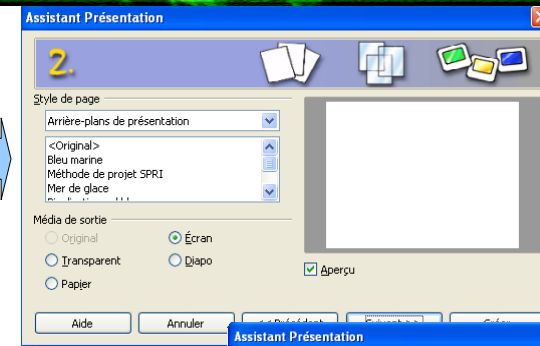 Assistant Présentation
2.
Style de page
Arrière-plans de présentation
<Original>
Bleu marine
Méthode de projet SPRI
Mer de glace
Média de sortie
Original
Écran
Transparent
Diapo
Papier
Aperçu
Aide
Annuler
Assistant Présentation